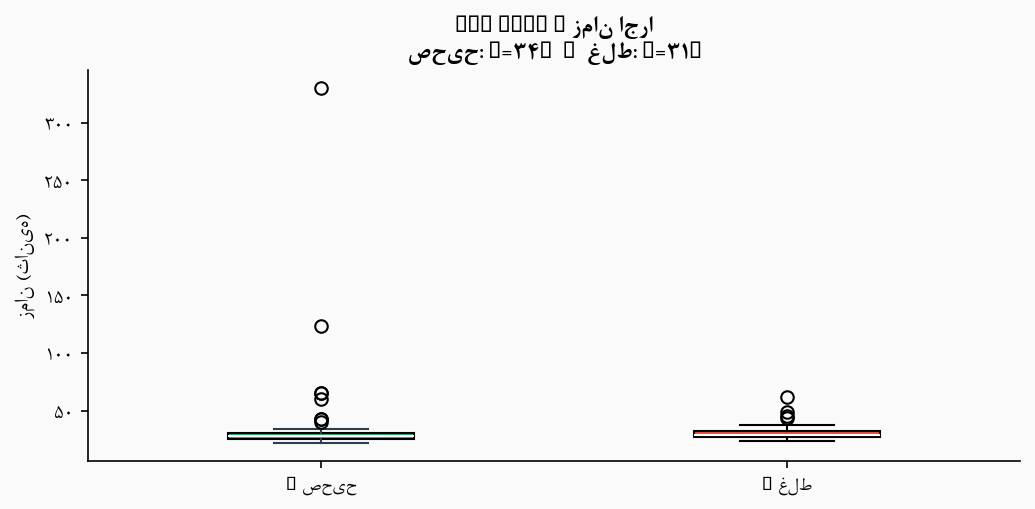 زمان اجرا
صحیح: =۳۴ غلط: =۳۱
۳۰۰
۲۵۰
۲۰۰
۱۵۰
۱۰۰
۵۰
زمان (ثانیه)
صحیح
غلط